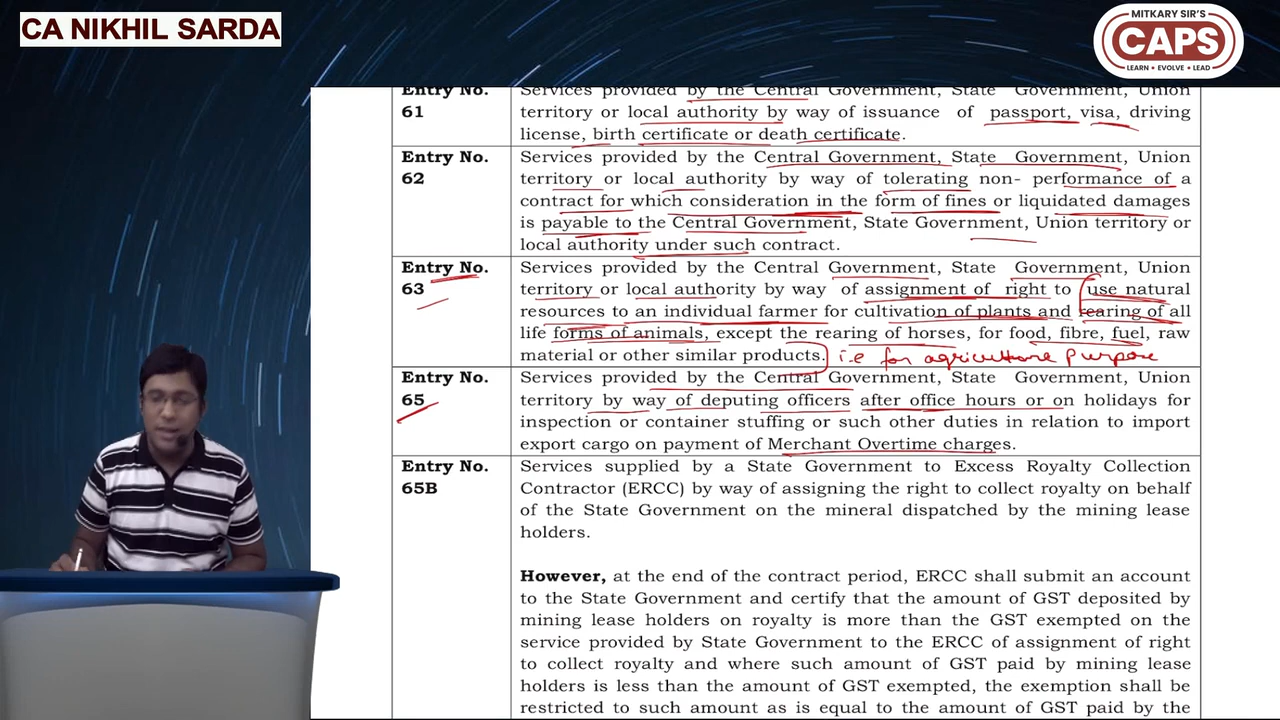 CA NIKHIL SARDA
MITKARY SIR'S
CAPS
LEARN • EVOLVE • LEAD
Entry No. 61
Services provided by the Central Government, State Government, Union
territory or local authority by way of issuance of passport, visa, driving
license, birth certificate or death certificate.
Entry No. 62
Services provided by the Central Government, State Government, Union
territory or local authority by way of tolerating non- performance of a
contract for which consideration in the form of fines or liquidated damages
is payable to the Central Government, State Government, Union territory or
local authority under such contract.
Entry No. 63
Services provided by the Central Government, State Government, Union
territory or local authority by way of assignment of right to use natural
resources to an individual farmer for cultivation of plants and rearing of all
life forms of animals, except the rearing of horses, for food, fibre, fuel, raw
material or other similar products. i.e for agriculture purpose
Entry No. 65
Services provided by the Central Government, State Government, Union
territory by way of deputing officers after office hours or on holidays for
inspection or container stuffing or such other duties in relation to import
export cargo on payment of Merchant Overtime charges.
Entry No. 65B
Services supplied by a State Government to Excess Royalty Collection
Contractor (ERCC) by way of assigning the right to collect royalty on behalf
of the State Government on the mineral dispatched by the mining lease
holders.
However, at the end of the contract period, ERCC shall submit an account
to the State Government and certify that the amount of GST deposited by
mining lease holders on royalty is more than the GST exempted on the
service provided by State Government to the ERCC of assignment of right
to collect royalty and where such amount of GST paid by mining lease
holders is less than the amount of GST exempted, the exemption shall be
restricted to such amount as is equal to the amount of GST paid by the